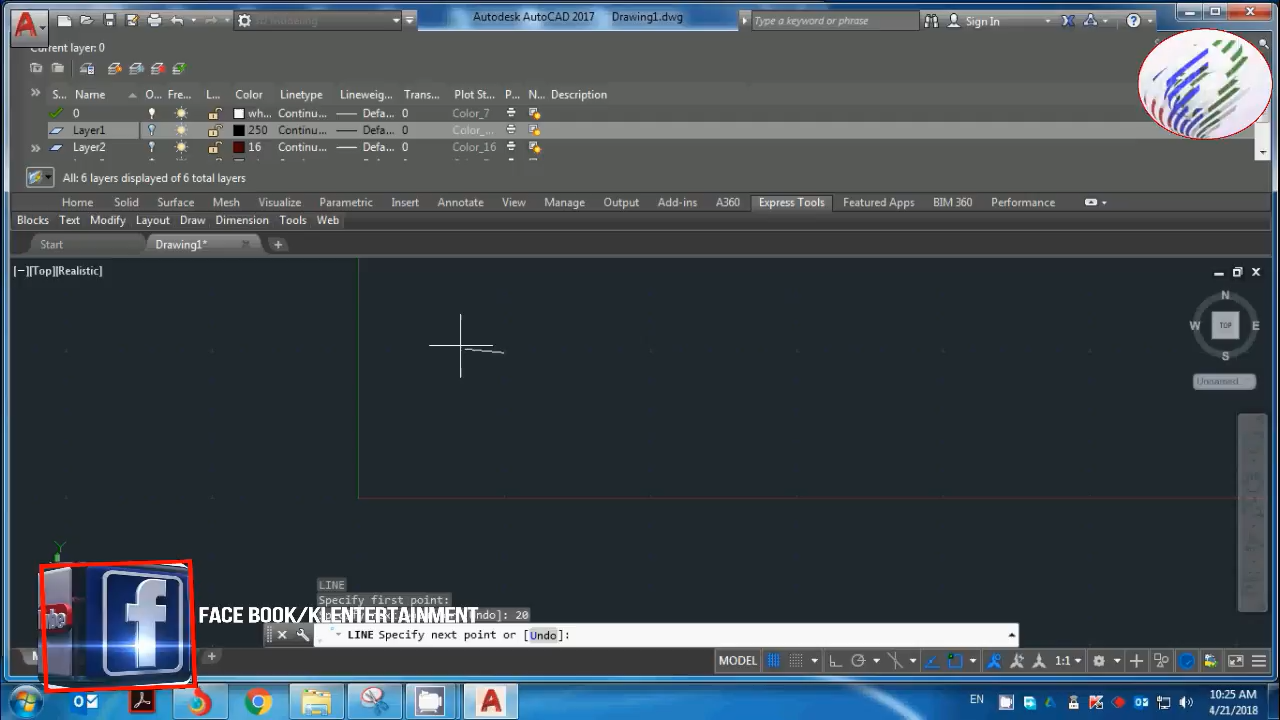 Autodesk AutoCAD 2017 Drawing1.dwg Type a keyword or phrase Sign In
3D Modeling
Current layer: 0
S... Name O... Fre... L... Color Linetype Linewelg... Trans... Plot St... P... N... Description
0 wh... Continu... Defa... 0 Color_7
Layer1 250 Continu... Defa... 0 Color_...
Layer2 16 Continu... Defa... 0 Color_16
All: 6 layers displayed of 6 total layers
Home Solid Surface Mesh Visualize Parametric Insert Annotate View Manage Output Add-ins A360 Express Tools Featured Apps BIM 360 Performance
Blocks Text Modify Layout Draw Dimension Tools Web
Start Drawing1*
[−][Top][Realistic]
N
W TOP E
S
Unnamed
Y
LINE
Specify first point:
ndo]: 20
FACE BOOK/KLENTERTAINMENT
LINE Specify next point or [Undo]:
MODEL 1:1
EN 10:25 AM
4/21/2018